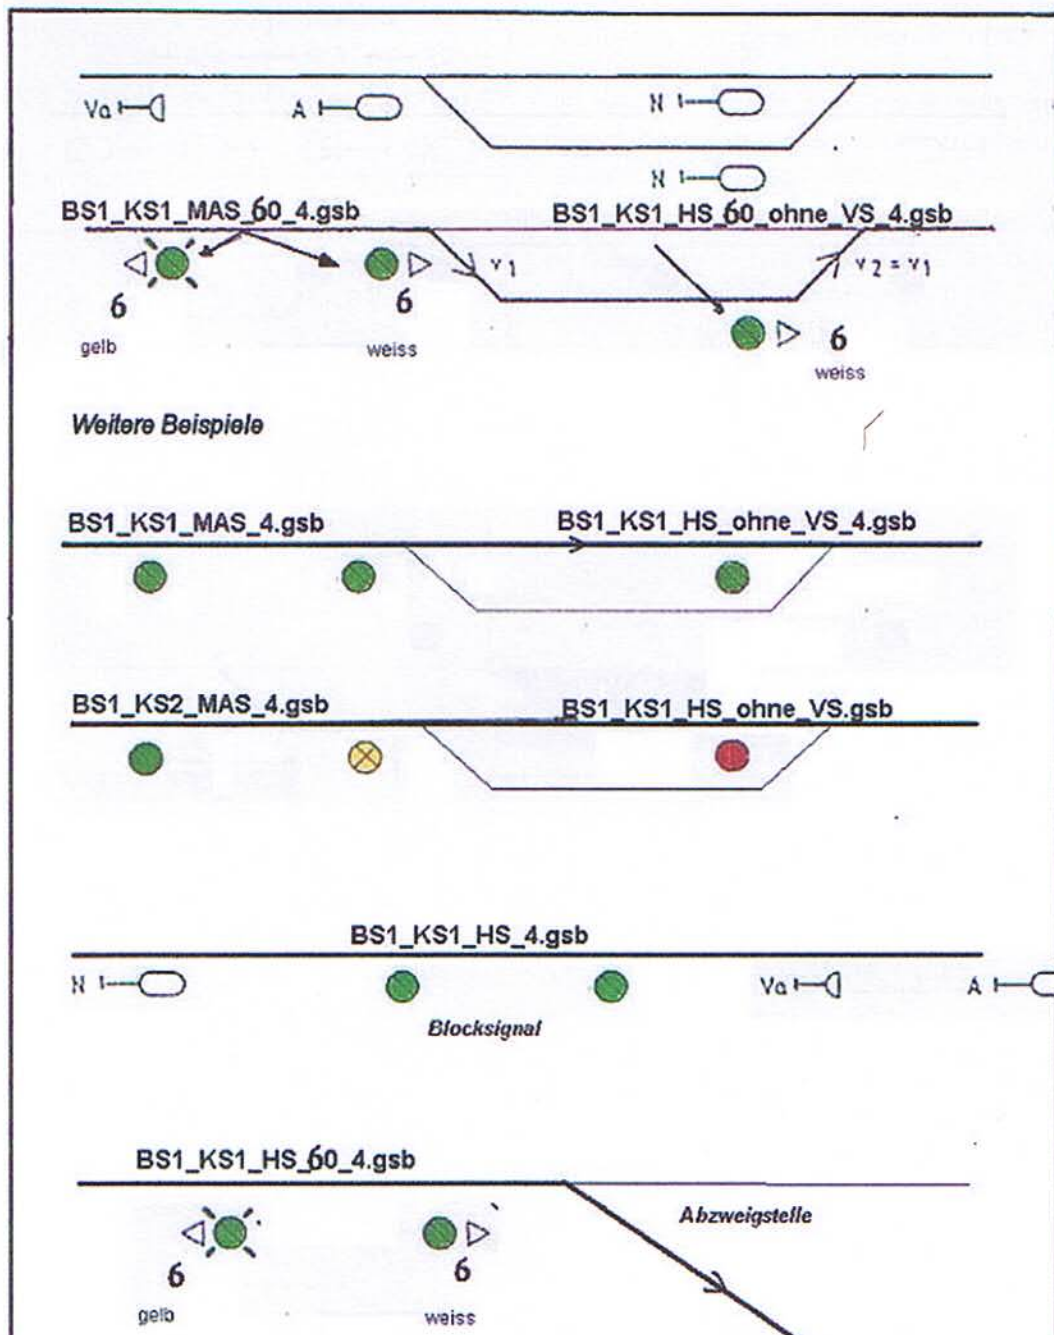 Va A N
N
BS1_KS1_MAS_60_4.gsb BS1_KS1_HS_60_ohne_VS_4.gsb
v1 v2 = v1
6 6 6
gelb weiss weiss
Weitere Beispiele
BS1_KS1_MAS_4.gsb BS1_KS1_HS_ohne_VS_4.gsb
BS1_KS2_MAS_4.gsb BS1_KS1_HS_ohne_VS.gsb
BS1_KS1_HS_4.gsb
N Va A
Blocksignal
BS1_KS1_HS_60_4.gsb
Abzweigstelle
6 6
gelb weiss